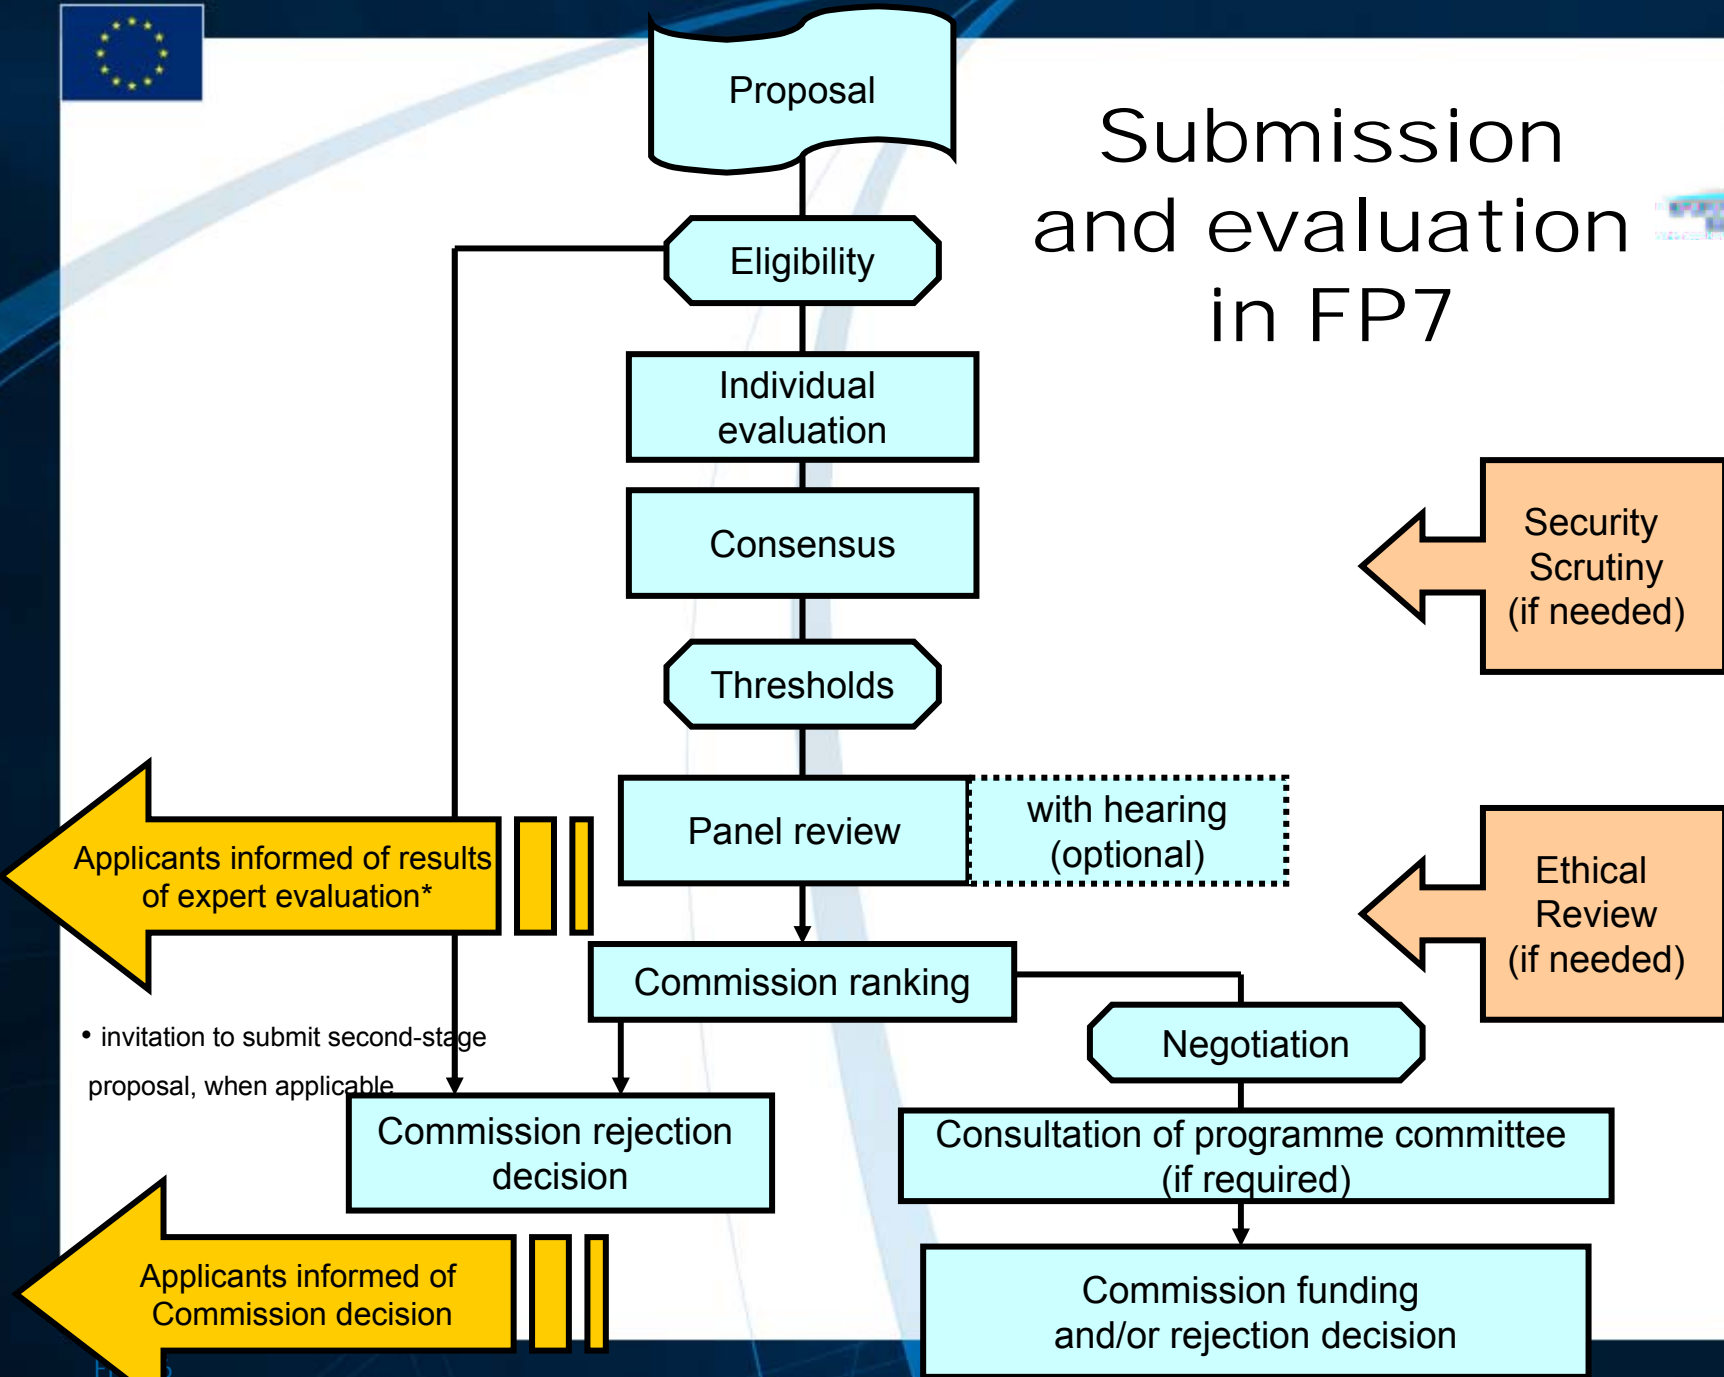 Proposal
Submission
and evaluation
in FP7
Eligibility
Individual
evaluation
Consensus
Security
Scrutiny
(if needed)
Thresholds
Panel review
with hearing
(optional)
Applicants informed of results
of expert evaluation*
Ethical
Review
(if needed)
Commission ranking
• invitation to submit second-stage
proposal, when applicable
Negotiation
Commission rejection
decision
Consultation of programme committee
(if required)
Applicants informed of
Commission decision
Commission funding
and/or rejection decision